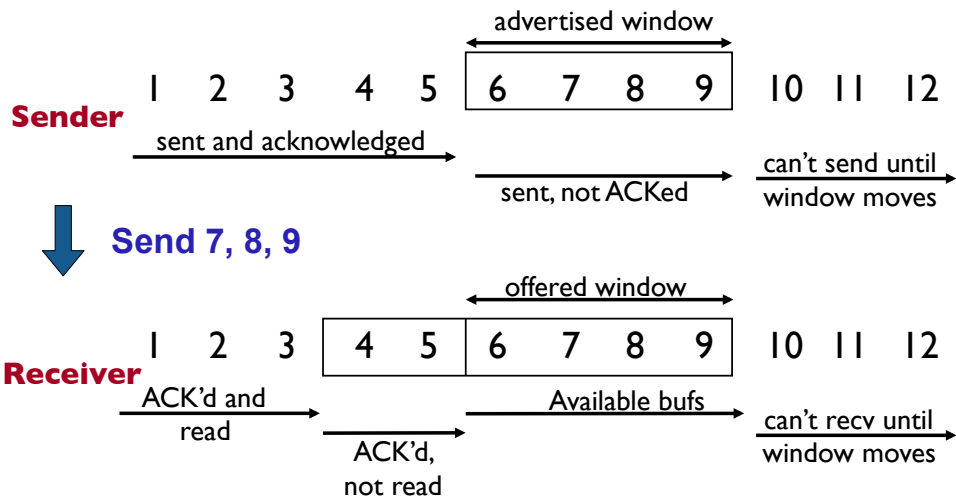 advertised window
1 2 3 4 5 6 7 8 9 10 11 12
Sender
sent and acknowledged
sent, not ACKed
can't send until
window moves
Send 7, 8, 9
offered window
1 2 3 4 5 6 7 8 9 10 11 12
Receiver
ACK'd and
read
ACK'd,
not read
Available bufs
can't recv until
window moves